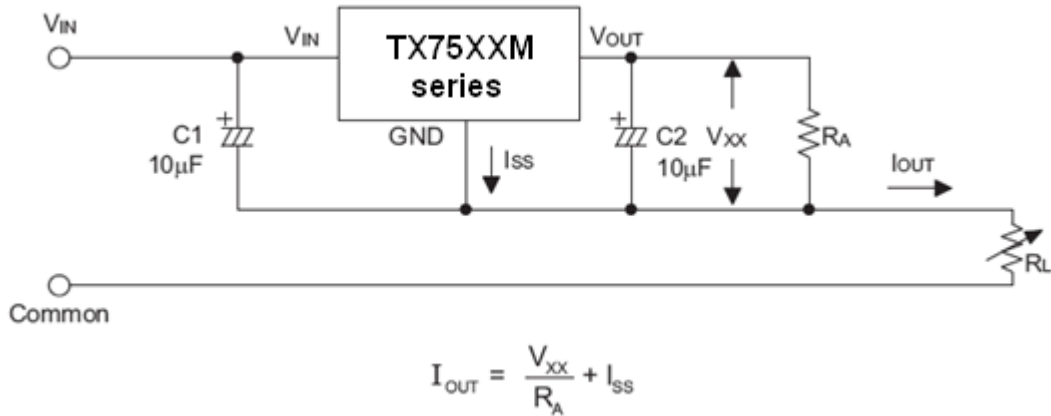 VIN
VIN
TX75XXM
series
VOUT
GND
C1
10μF
ISS
C2
10μF
VXX
RA
IOUT
RL
Common
IOUT = VXX / RA + ISS